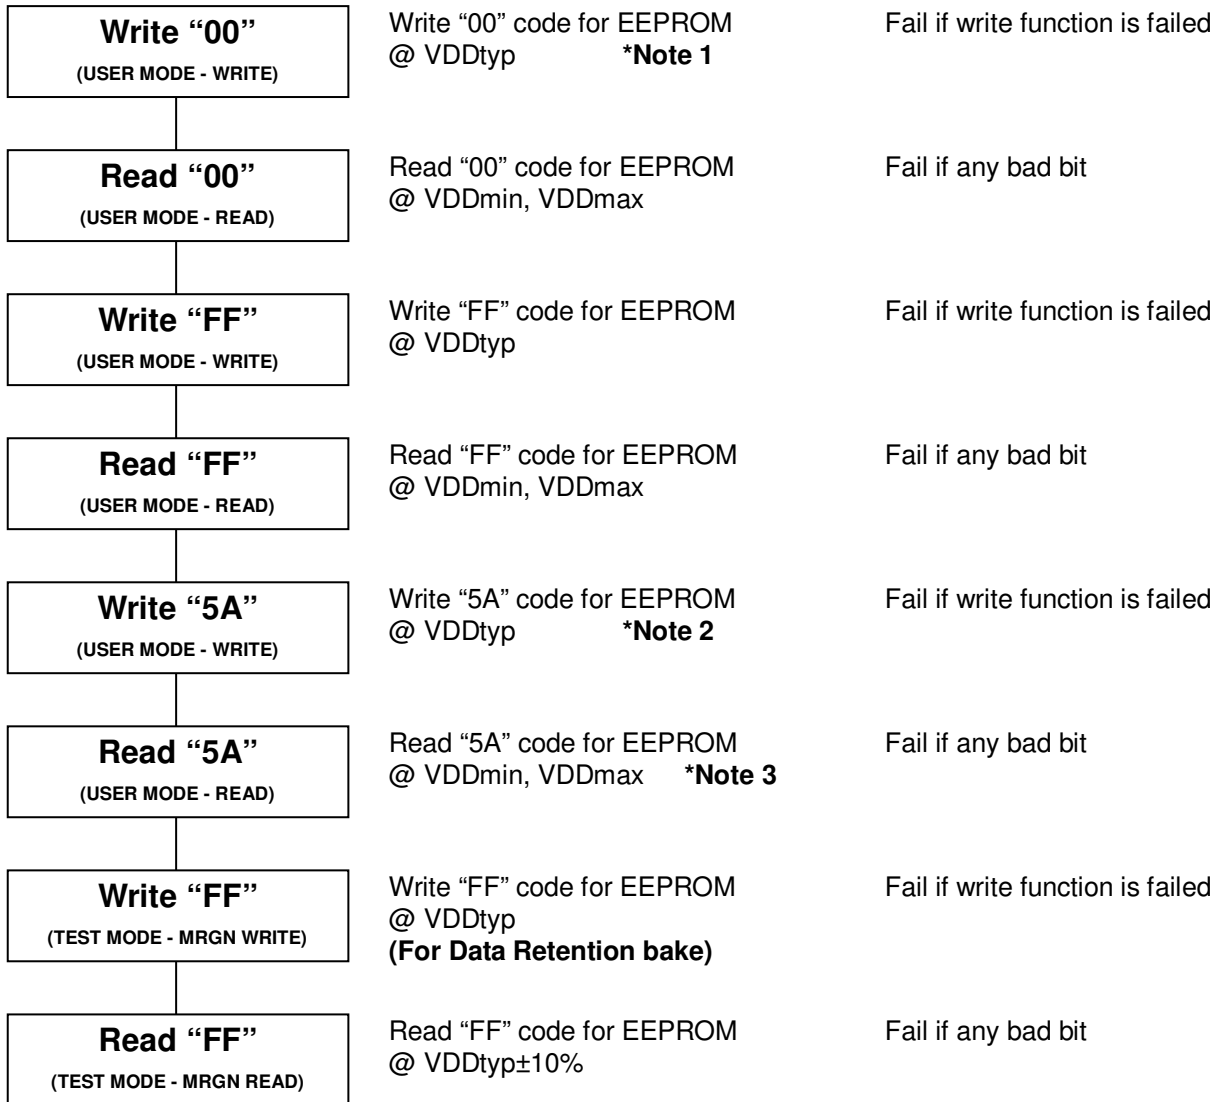 Write “00”
(USER MODE - WRITE)
Write “00” code for EEPROM
@ VDDtyp *Note 1
Fail if write function is failed
Read “00”
(USER MODE - READ)
Read “00” code for EEPROM
@ VDDmin, VDDmax
Fail if any bad bit
Write “FF”
(USER MODE - WRITE)
Write “FF” code for EEPROM
@ VDDtyp
Fail if write function is failed
Read “FF”
(USER MODE - READ)
Read “FF” code for EEPROM
@ VDDmin, VDDmax
Fail if any bad bit
Write “5A”
(USER MODE - WRITE)
Write “5A” code for EEPROM
@ VDDtyp *Note 2
Fail if write function is failed
Read “5A”
(USER MODE - READ)
Read “5A” code for EEPROM
@ VDDmin, VDDmax *Note 3
Fail if any bad bit
Write “FF”
(TEST MODE - MRGN WRITE)
Write “FF” code for EEPROM
@ VDDtyp
(For Data Retention bake)
Fail if write function is failed
Read “FF”
(TEST MODE - MRGN READ)
Read “FF” code for EEPROM
@ VDDtyp±10%
Fail if any bad bit